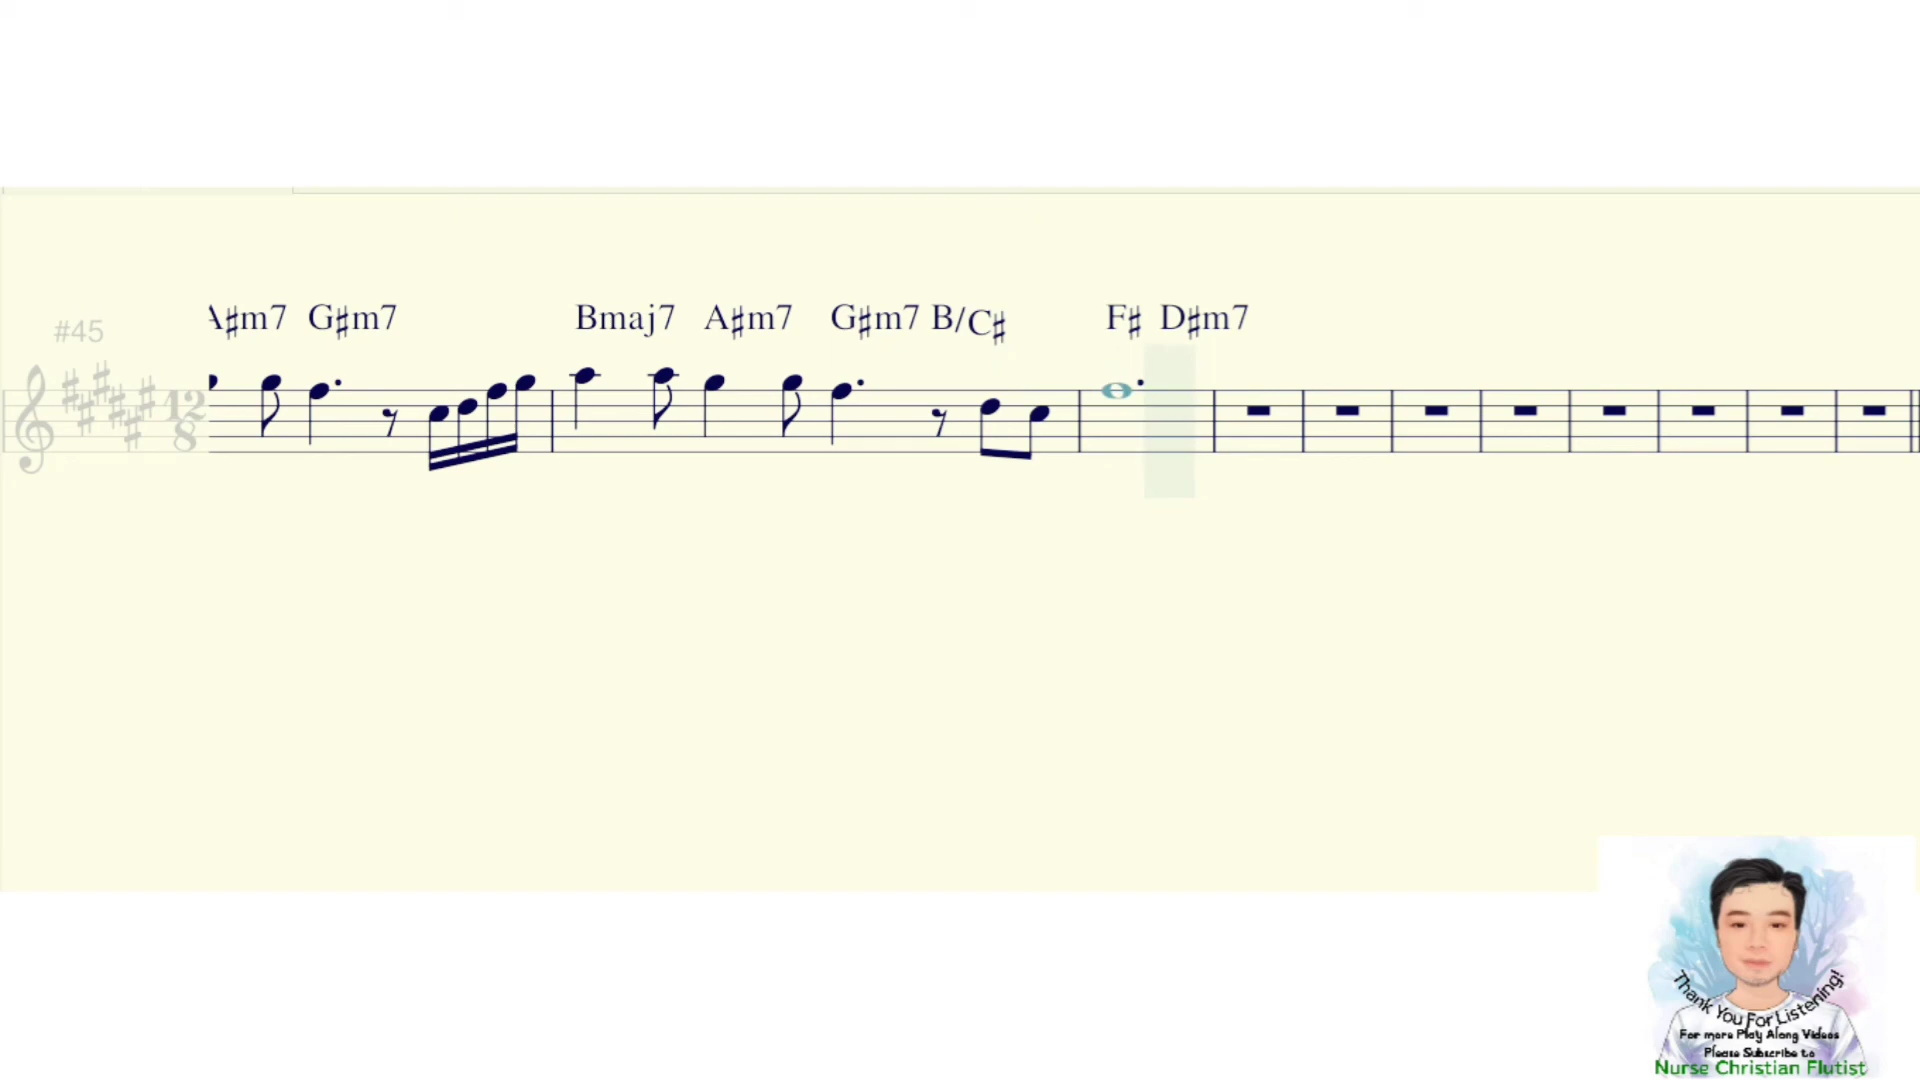 A♯m7 G♯m7 Bmaj7 A♯m7 G♯m7 B/C♯ F♯ D♯m7
#45
12
8
Thank You For Listening!
For more Play Along Videos
Please Subscribe to
Nurse Christian Flutist